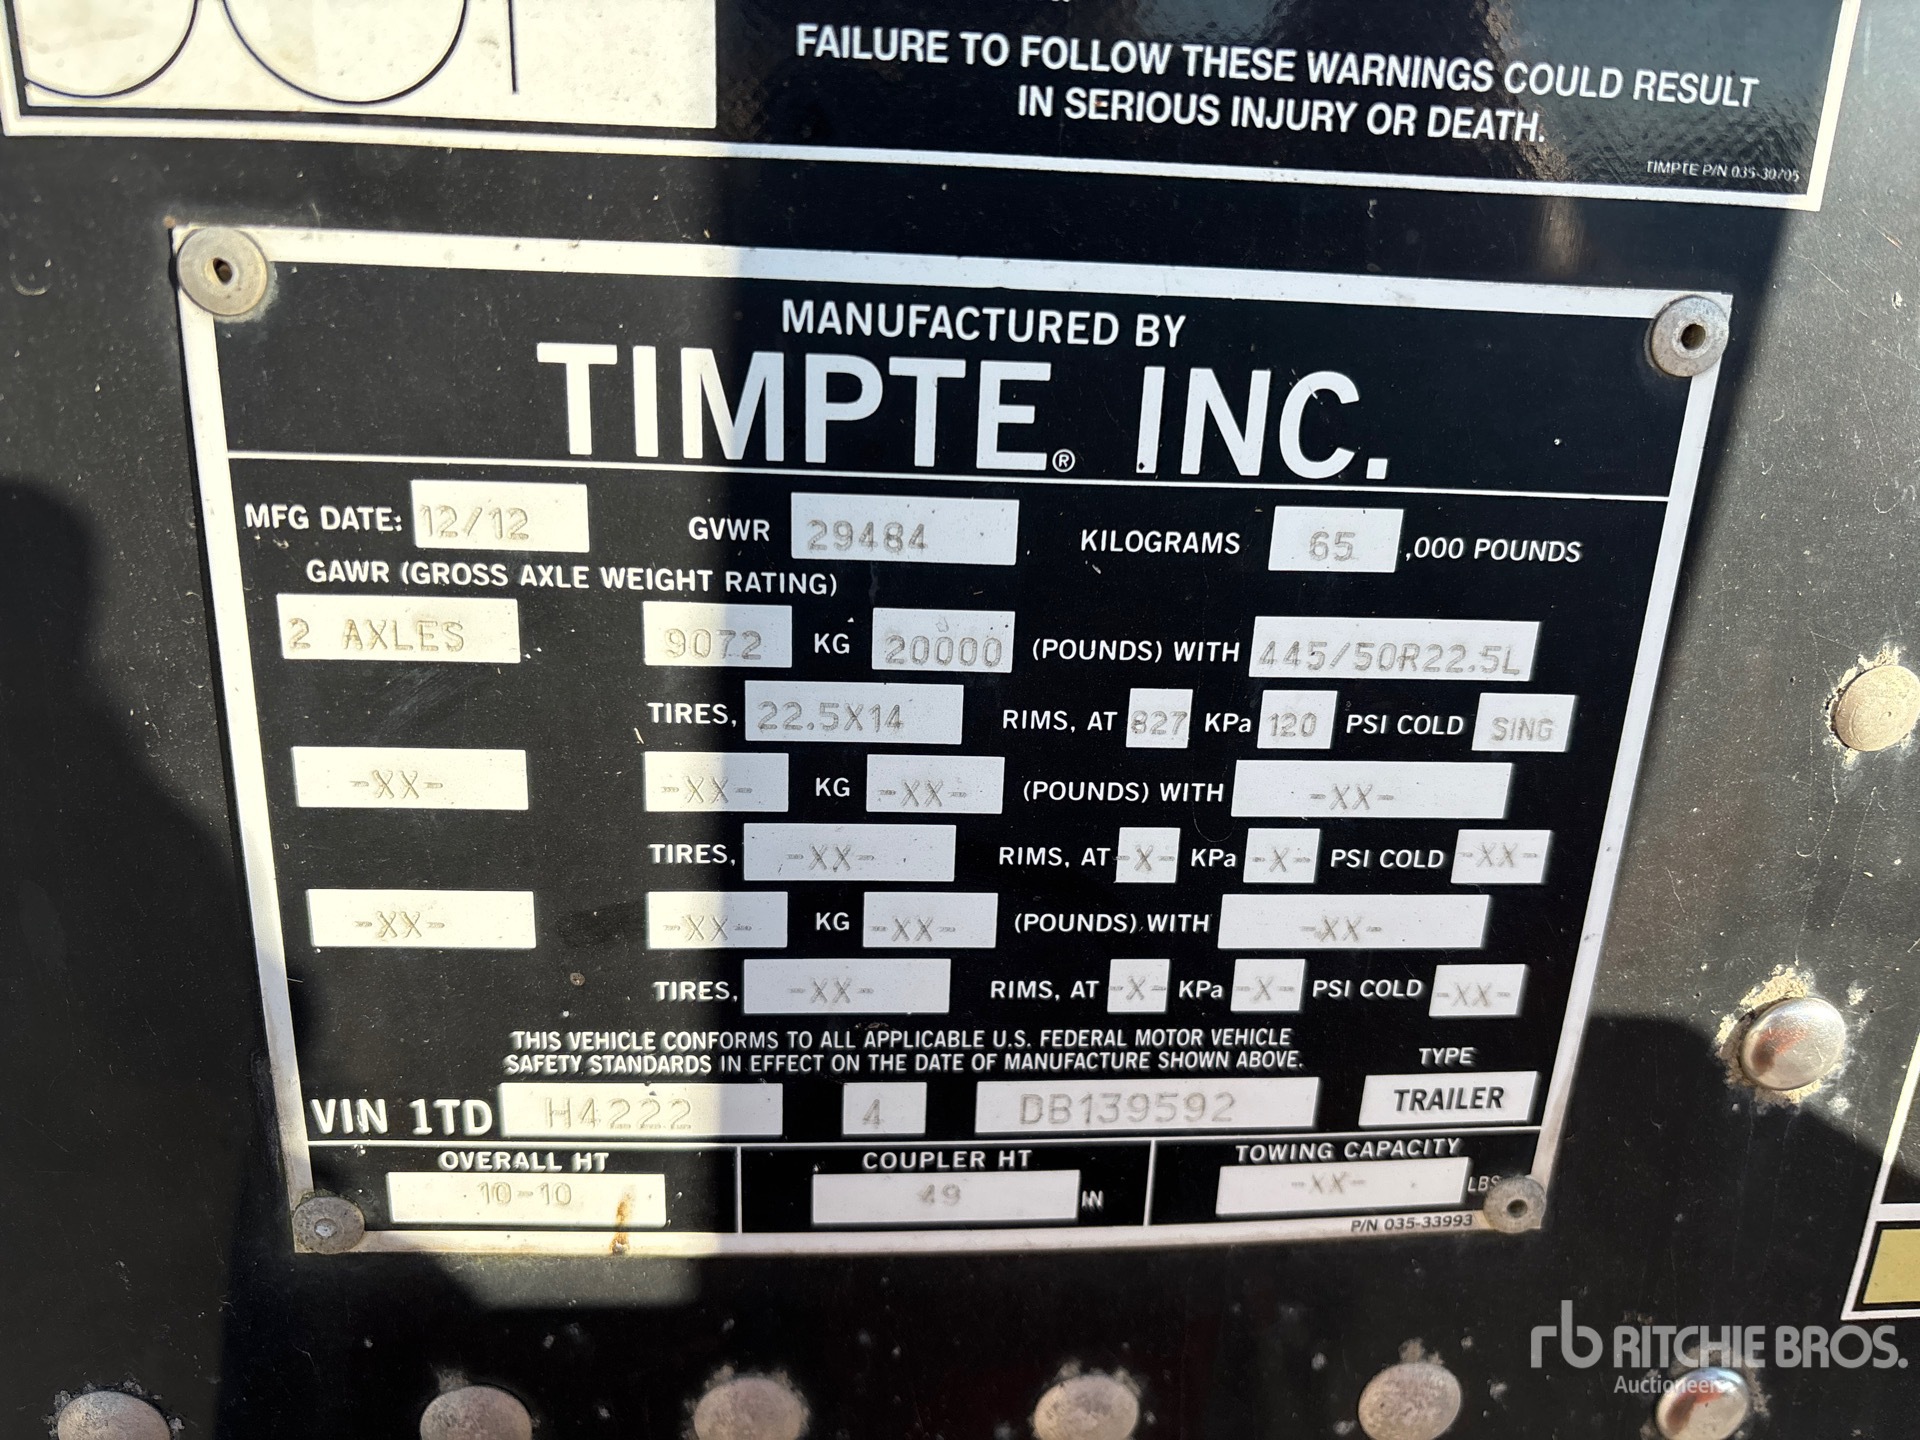 FAILURE TO FOLLOW THESE WARNINGS COULD RESULT
IN SERIOUS INJURY OR DEATH.
TIMPTE P/N 035-30705
MANUFACTURED BY
TIMPTE® INC.
MFG DATE: 12/12 GVWR 29484 KILOGRAMS 65 ,000 POUNDS
GAWR (GROSS AXLE WEIGHT RATING)
2 AXLES 9072 KG 20000 (POUNDS) WITH 445/50R22.5L
TIRES, 22.5X14 RIMS, AT 827 KPa 120 PSI COLD SING
-XX- -XX- KG -XX- (POUNDS) WITH -XX-
TIRES, -XX- RIMS, AT -X- KPa -X- PSI COLD -XX-
-XX- -XX- KG -XX- (POUNDS) WITH -XX-
TIRES, -XX- RIMS, AT -X- KPa -X- PSI COLD -XX-
THIS VEHICLE CONFORMS TO ALL APPLICABLE U.S. FEDERAL MOTOR VEHICLE
SAFETY STANDARDS IN EFFECT ON THE DATE OF MANUFACTURE SHOWN ABOVE.
TYPE
VIN 1TD H4222 4 DB139592 TRAILER
OVERALL HT COUPLER HT TOWING CAPACITY
10-10 49 IN -XX- LBS
P/N 035-33993
rb RITCHIE BROS.
Auctioneers